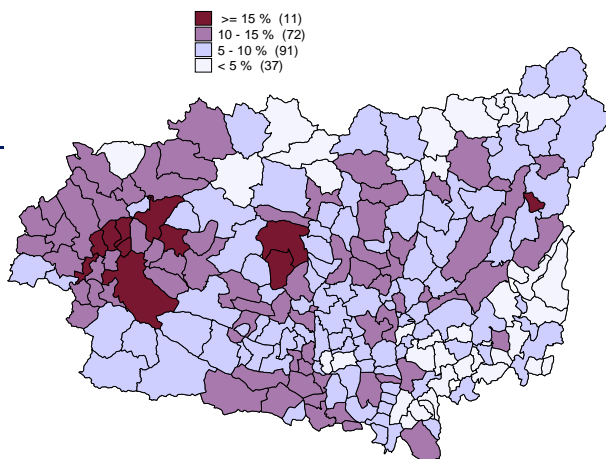 >= 15 % (11)
10 - 15 % (72)
5 - 10 % (91)
< 5 % (37)